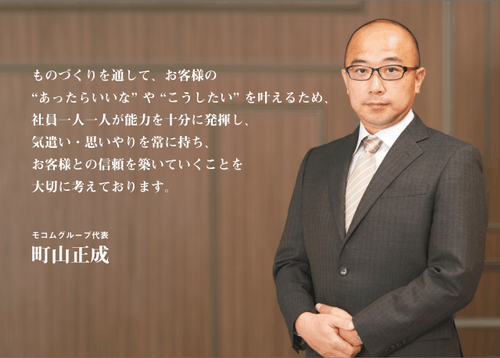 ものづくりを通して、お客様の
“あったらいいな” や “こうしたい” を叶えるため、
社員一人一人が能力を十分に発揮し、
気遣い・思いやりを常に持ち、
お客様との信頼を築いていくことを
大切に考えております。
モコムグループ代表
町山正成